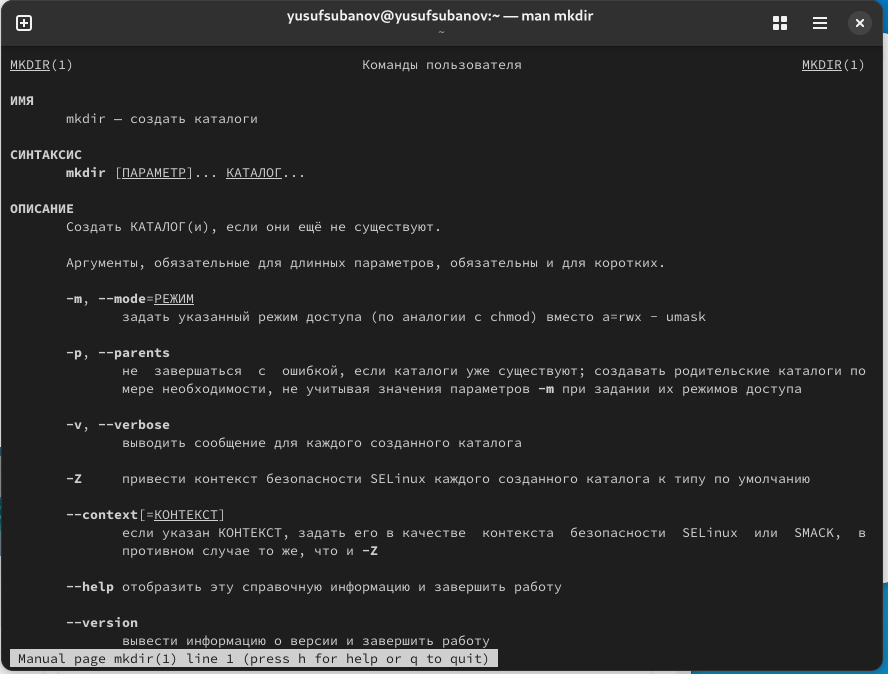 yusufsubanov@yusufsubanov:~ — man mkdir
~
MKDIR(1) Команды пользователя MKDIR(1)
ИМЯ
mkdir — создать каталоги
СИНТАКСИС
mkdir [ПАРАМЕТР]... КАТАЛОГ...
ОПИСАНИЕ
Создать КАТАЛОГ(и), если они ещё не существуют.
Аргументы, обязательные для длинных параметров, обязательны и для коротких.
-m, --mode=РЕЖИМ
задать указанный режим доступа (по аналогии с chmod) вместо a=rwx - umask
-p, --parents
не завершаться с ошибкой, если каталоги уже существуют; создавать родительские каталоги по
мере необходимости, не учитывая значения параметров -m при задании их режимов доступа
-v, --verbose
выводить сообщение для каждого созданного каталога
-Z привести контекст безопасности SELinux каждого созданного каталога к типу по умолчанию
--context[=КОНТЕКСТ]
если указан КОНТЕКСТ, задать его в качестве контекста безопасности SELinux или SMACK, в
противном случае то же, что и -Z
--help отобразить эту справочную информацию и завершить работу
--version
вывести информацию о версии и завершить работу
Manual page mkdir(1) line 1 (press h for help or q to quit)